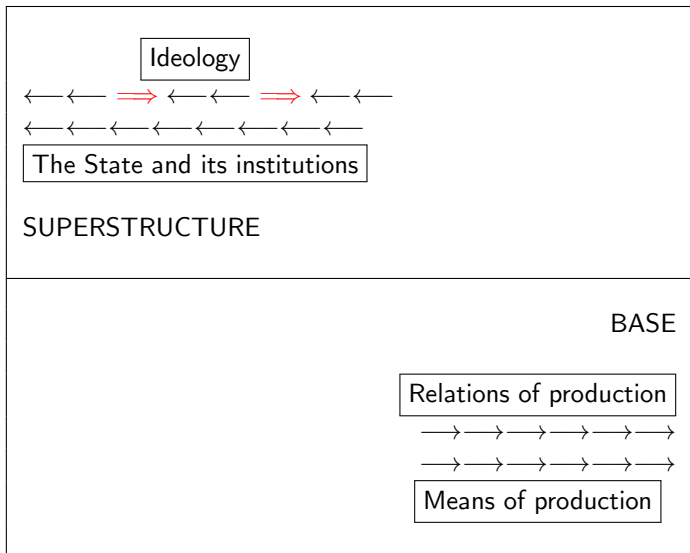 Ideology
The State and its institutions
SUPERSTRUCTURE
BASE
Relations of production
Means of production